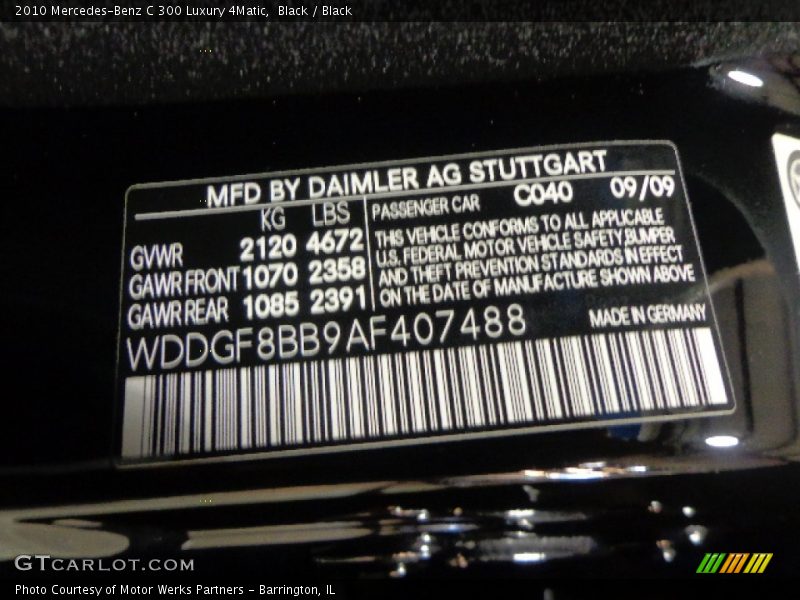 2010 Mercedes-Benz C 300 Luxury 4Matic, Black / Black
MFD BY DAIMLER AG STUTTGART
KG LBS PASSENGER CAR C040 09/09
GVWR 2120 4672
GAWR FRONT 1070 2358
GAWR REAR 1085 2391
THIS VEHICLE CONFORMS TO ALL APPLICABLE
U.S. FEDERAL MOTOR VEHICLE SAFETY, BUMPER
AND THEFT PREVENTION STANDARDS IN EFFECT
ON THE DATE OF MANUFACTURE SHOWN ABOVE
WDDGF8BB9AF407488 MADE IN GERMANY
GTCARLOT.COM
Photo Courtesy of Motor Werks Partners - Barrington, IL